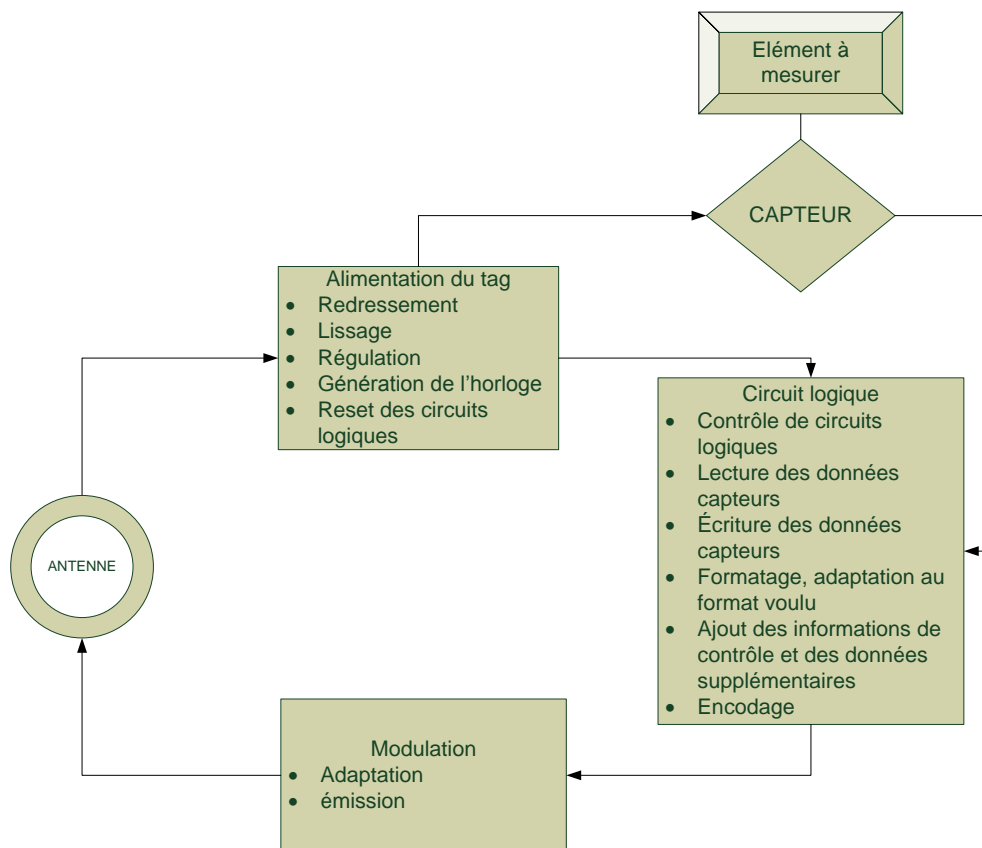 Elément à
mesurer
CAPTEUR
Alimentation du tag
• Redressement
• Lissage
• Régulation
• Génération de l'horloge
• Reset des circuits
logiques
Circuit logique
• Contrôle de circuits
logiques
• Lecture des données
capteurs
• Écriture des données
capteurs
• Formatage, adaptation au
format voulu
• Ajout des informations de
contrôle et des données
supplémentaires
• Encodage
ANTENNE
Modulation
• Adaptation
• émission